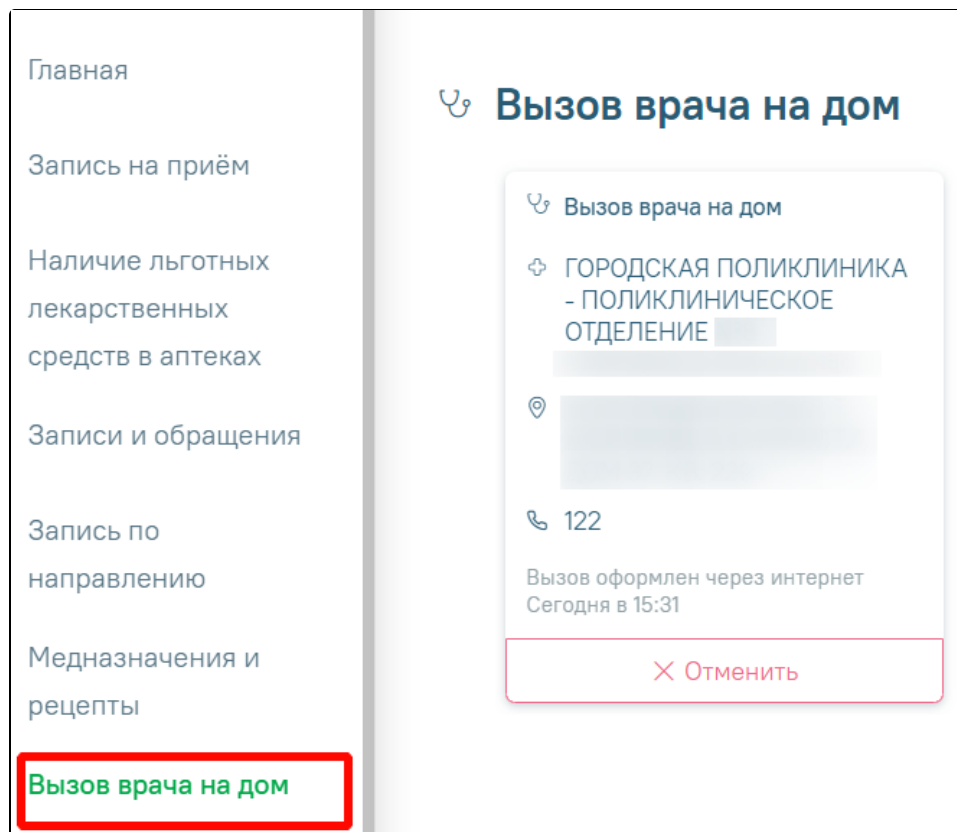 Главная
Запись на приём
Наличие льготных
лекарственных
средств в аптеках
Записи и обращения
Запись по
направлению
Медназначения и
рецепты
Вызов врача на дом
Вызов врача на дом
Вызов врача на дом
ГОРОДСКАЯ ПОЛИКЛИНИКА
- ПОЛИКЛИНИЧЕСКОЕ
ОТДЕЛЕНИЕ
122
Вызов оформлен через интернет
Сегодня в 15:31
Отменить